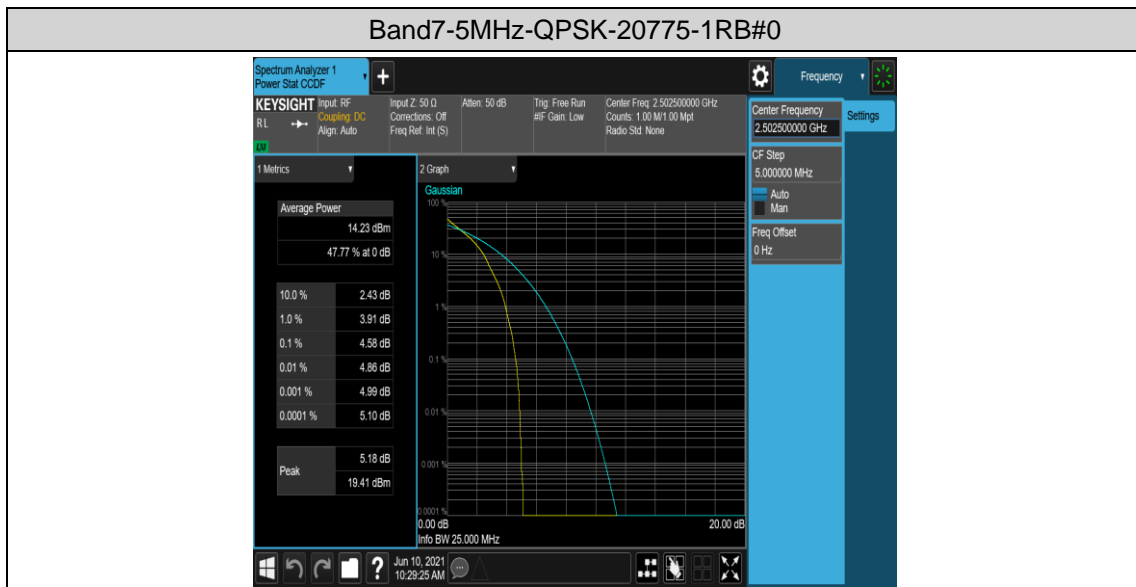 Band7-5MHz-QPSK-20775-1RB#0
Spectrum Analyzer 1
Power Stat CCDF
+
Frequency
KEYSIGHT
RL
LXI
Input: RF
Coupling: DC
Align: Auto
Input Z: 50 Ω
Corrections: Off
Freq Ref: Int (S)
Atten: 50 dB
Trig: Free Run
#IF Gain: Low
Center Freq: 2.502500000 GHz
Counts: 1.00 M/1.00 Mpt
Radio Std: None
Center Frequency
2.502500000 GHz
Settings
CF Step
5.000000 MHz
Auto
Man
Freq Offset
0 Hz
1 Metrics
Average Power
14.23 dBm
47.77 % at 0 dB
10.0 % 2.43 dB
1.0 % 3.91 dB
0.1 % 4.58 dB
0.01 % 4.86 dB
0.001 % 4.99 dB
0.0001 % 5.10 dB
Peak
5.18 dB
19.41 dBm
2 Graph
Gaussian
100 %
10 %
1 %
0.1 %
0.01 %
0.001 %
0.0001 %
0.00 dB 20.00 dB
Info BW 25.000 MHz
?
Jun 10, 2021
10:29:25 AM